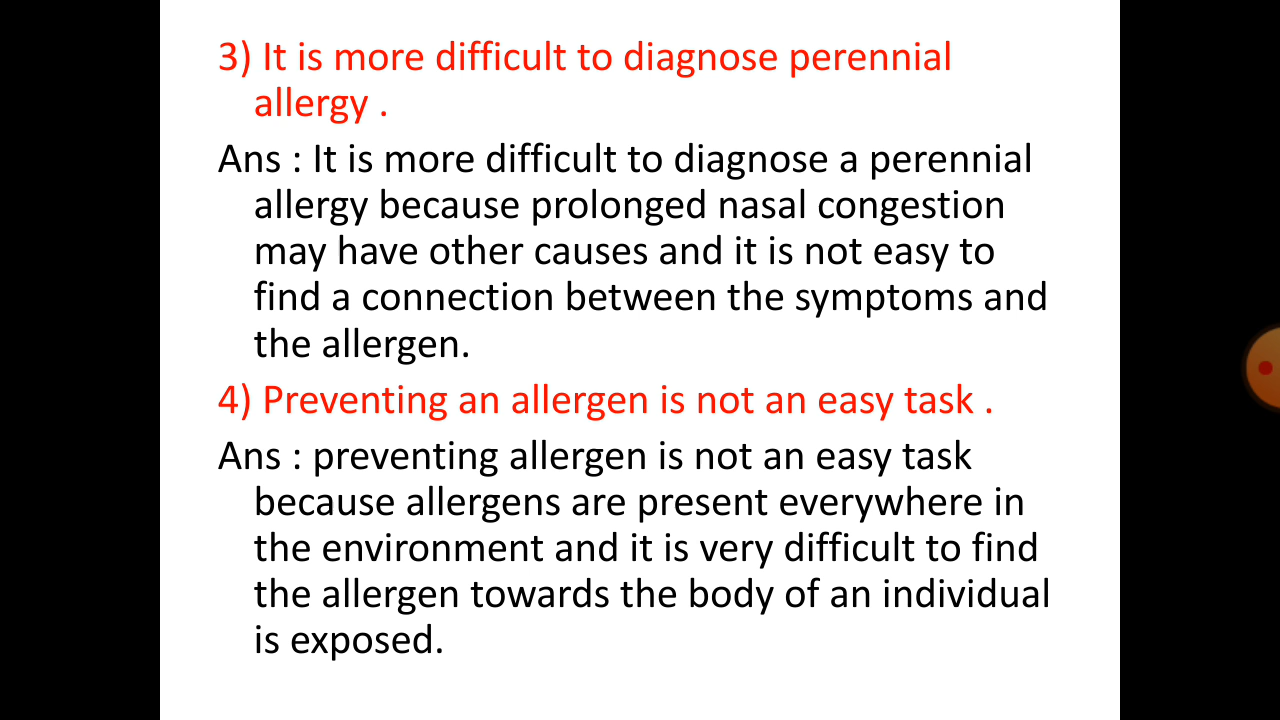 3) It is more difficult to diagnose perennial
allergy .
Ans : It is more difficult to diagnose a perennial
allergy because prolonged nasal congestion
may have other causes and it is not easy to
find a connection between the symptoms and
the allergen.
4) Preventing an allergen is not an easy task .
Ans : preventing allergen is not an easy task
because allergens are present everywhere in
the environment and it is very difficult to find
the allergen towards the body of an individual
is exposed.